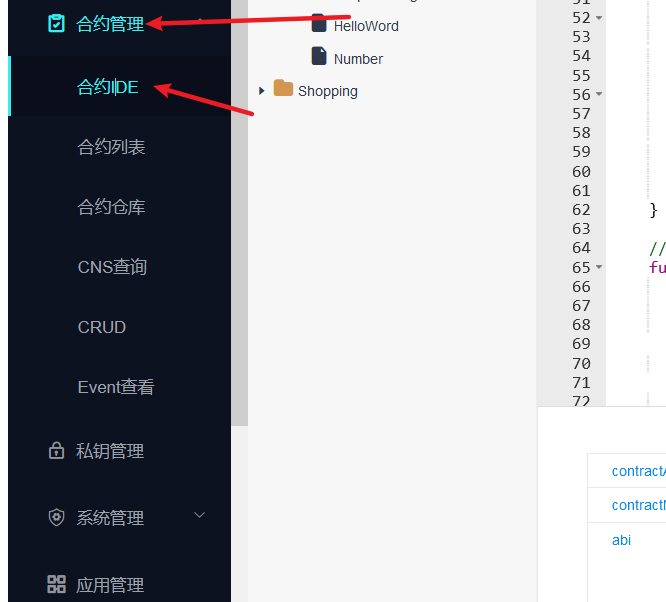 合约管理
合约IDE
合约列表
合约仓库
CNS查询
CRUD
Event查看
私钥管理
系统管理
应用管理
HelloWord
Number
Shopping
52
53
54
55
56
57
58
59
60
61
62 }
63
64 //
65 fu
66
67
68
69
70
71
72
contractA
contractN
abi